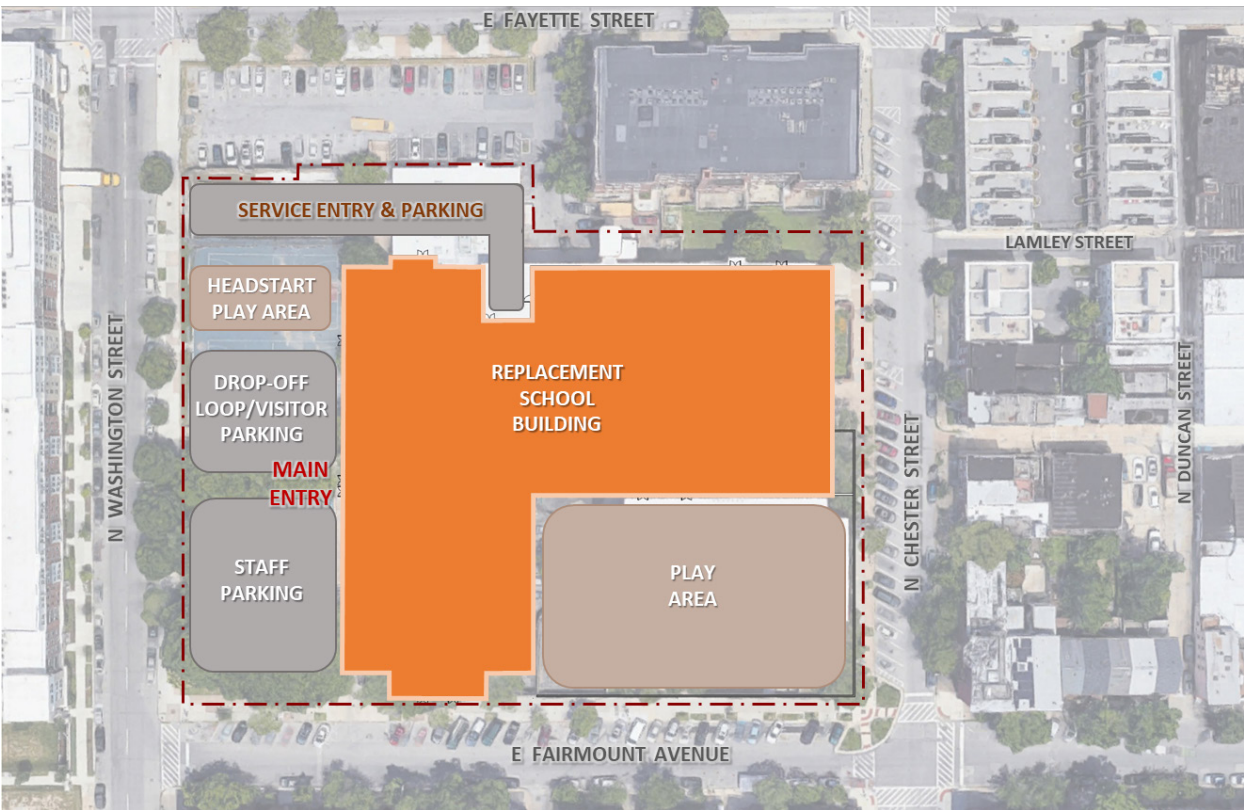 E FAYETTE STREET
SERVICE ENTRY & PARKING
LAMLEY STREET
HEADSTART
PLAY AREA
N WASHINGTON STREET
DROP-OFF
LOOP/VISITOR
PARKING
REPLACEMENT
SCHOOL
BUILDING
N DUNCAN STREET
MAIN
ENTRY
N CHESTER STREET
STAFF
PARKING
PLAY
AREA
E FAIRMOUNT AVENUE